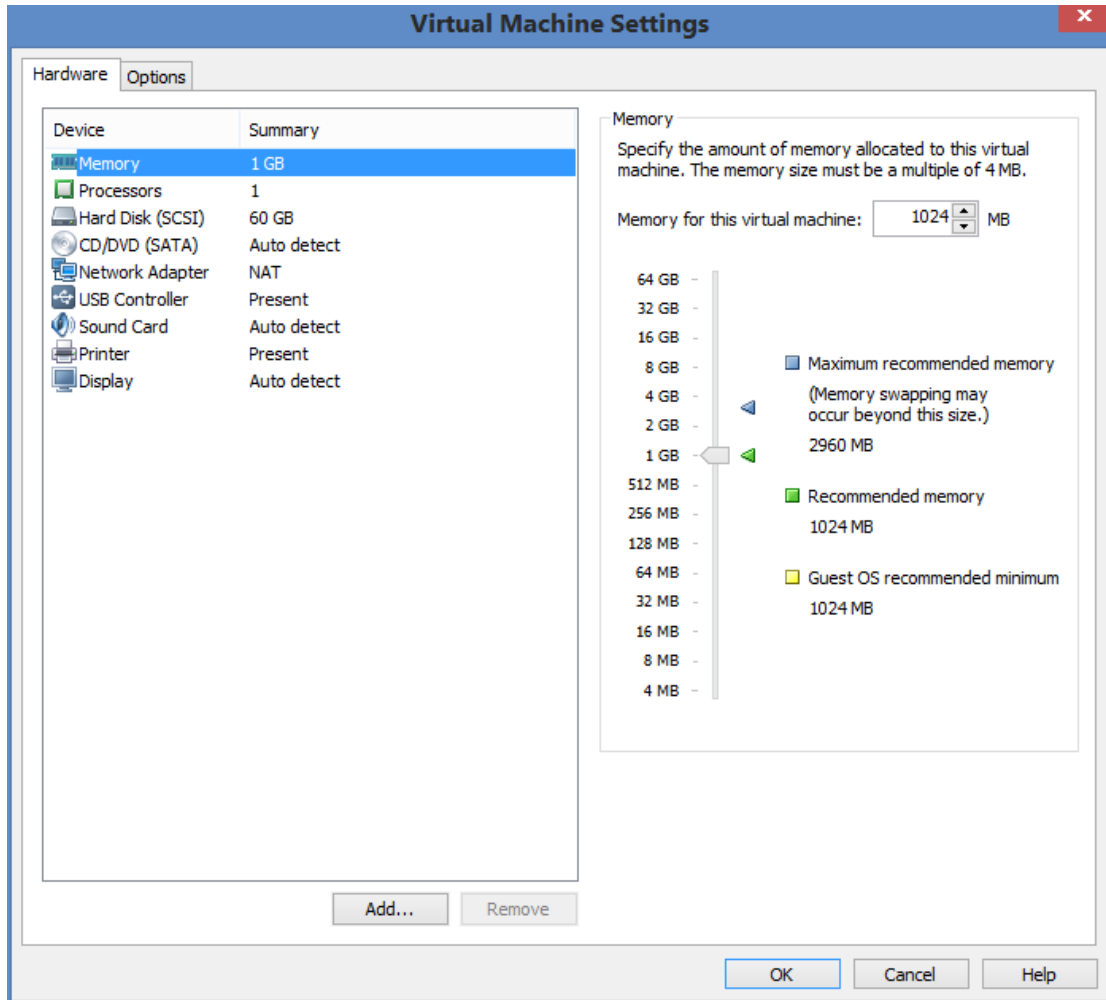 Virtual Machine Settings
x
Hardware Options
Device Summary
Memory 1 GB
Processors 1
Hard Disk (SCSI) 60 GB
CD/DVD (SATA) Auto detect
Network Adapter NAT
USB Controller Present
Sound Card Auto detect
Printer Present
Display Auto detect
Add... Remove
Memory
Specify the amount of memory allocated to this virtual
machine. The memory size must be a multiple of 4 MB.
Memory for this virtual machine: 1024 MB
64 GB
32 GB
16 GB
8 GB
4 GB
2 GB
1 GB
512 MB
256 MB
128 MB
64 MB
32 MB
16 MB
8 MB
4 MB
Maximum recommended memory
(Memory swapping may
occur beyond this size.)
2960 MB
Recommended memory
1024 MB
Guest OS recommended minimum
1024 MB
OK Cancel Help